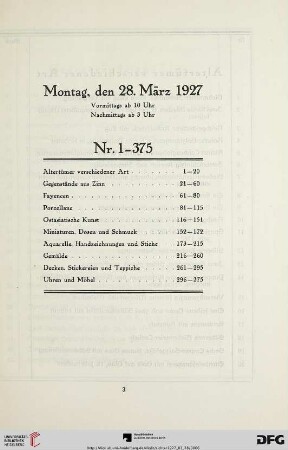 Montag, den 28. März 1927
Vormittags ab 10 Uhr
Nachmittags ab 3 Uhr
Nr. 1-375
Altertümer verschiedener Art . . . . . . . 1-20
Gegenstände aus Zinn . . . . . . . 21-60
Fayencen . . . . . . . 61-80
Porzellane . . . . . . . 81-115
Ostasiatische Kunst . . . . . . . 116-151
Miniaturen, Dosen und Schmuck . . . . . . . 152-172
Aquarelle, Handzeichnungen und Stiche . . . . . . . 173-215
Gemälde . . . . . . . 216-260
Decken, Stickereien und Teppiche . . . . . . . 261-295
Uhren und Möbel . . . . . . . 296-375
3
UNIVERSITÄTS-
BIBLIOTHEK
HEIDELBERG
DFG